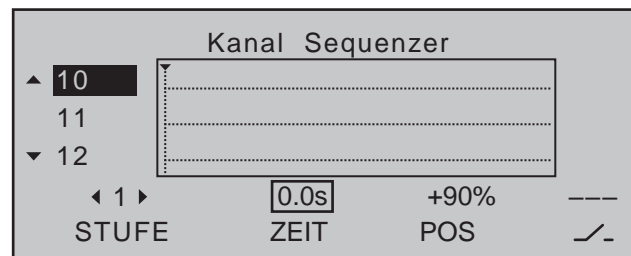 Kanal Sequenzer
10
11
12
1 0.0s +90% ---
STUFE ZEIT POS